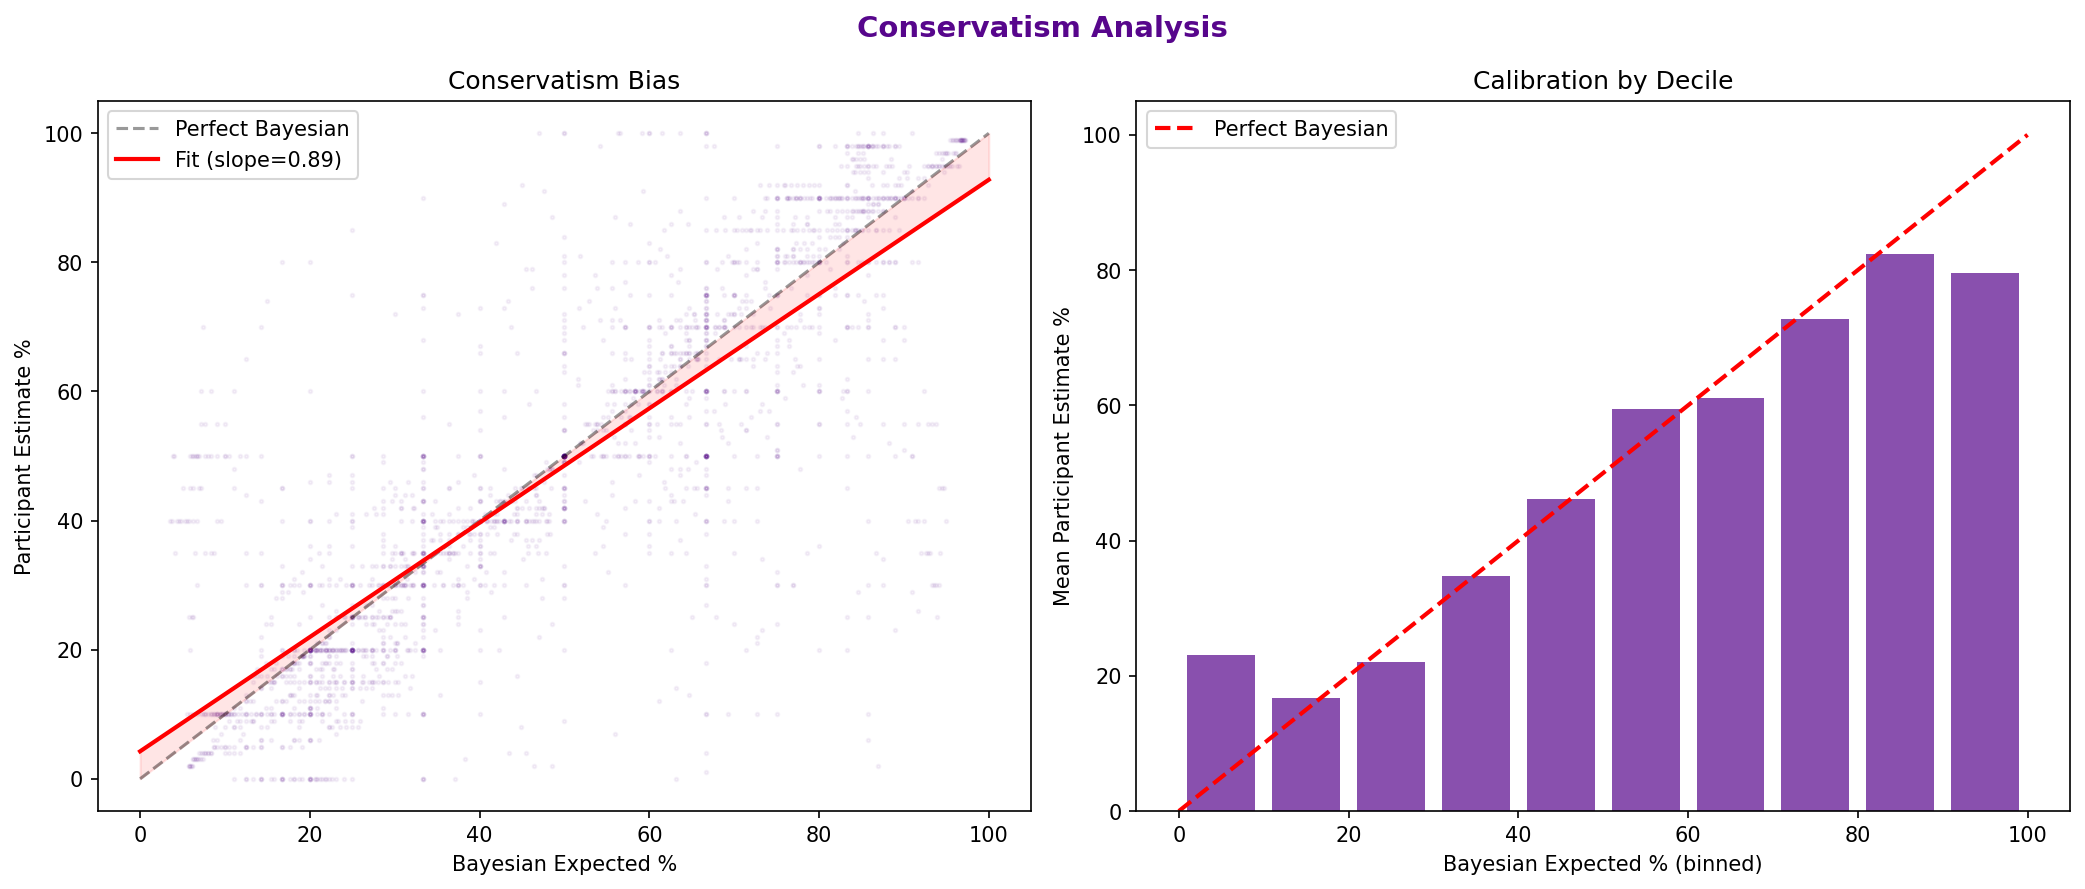 Conservatism Analysis
Conservatism Bias
Perfect Bayesian
Fit (slope=0.89)
Participant Estimate %
100
80
60
40
20
0
0 20 40 60 80 100
Bayesian Expected %
Calibration by Decile
Perfect Bayesian
Mean Participant Estimate %
100
80
60
40
20
0
0 20 40 60 80 100
Bayesian Expected % (binned)